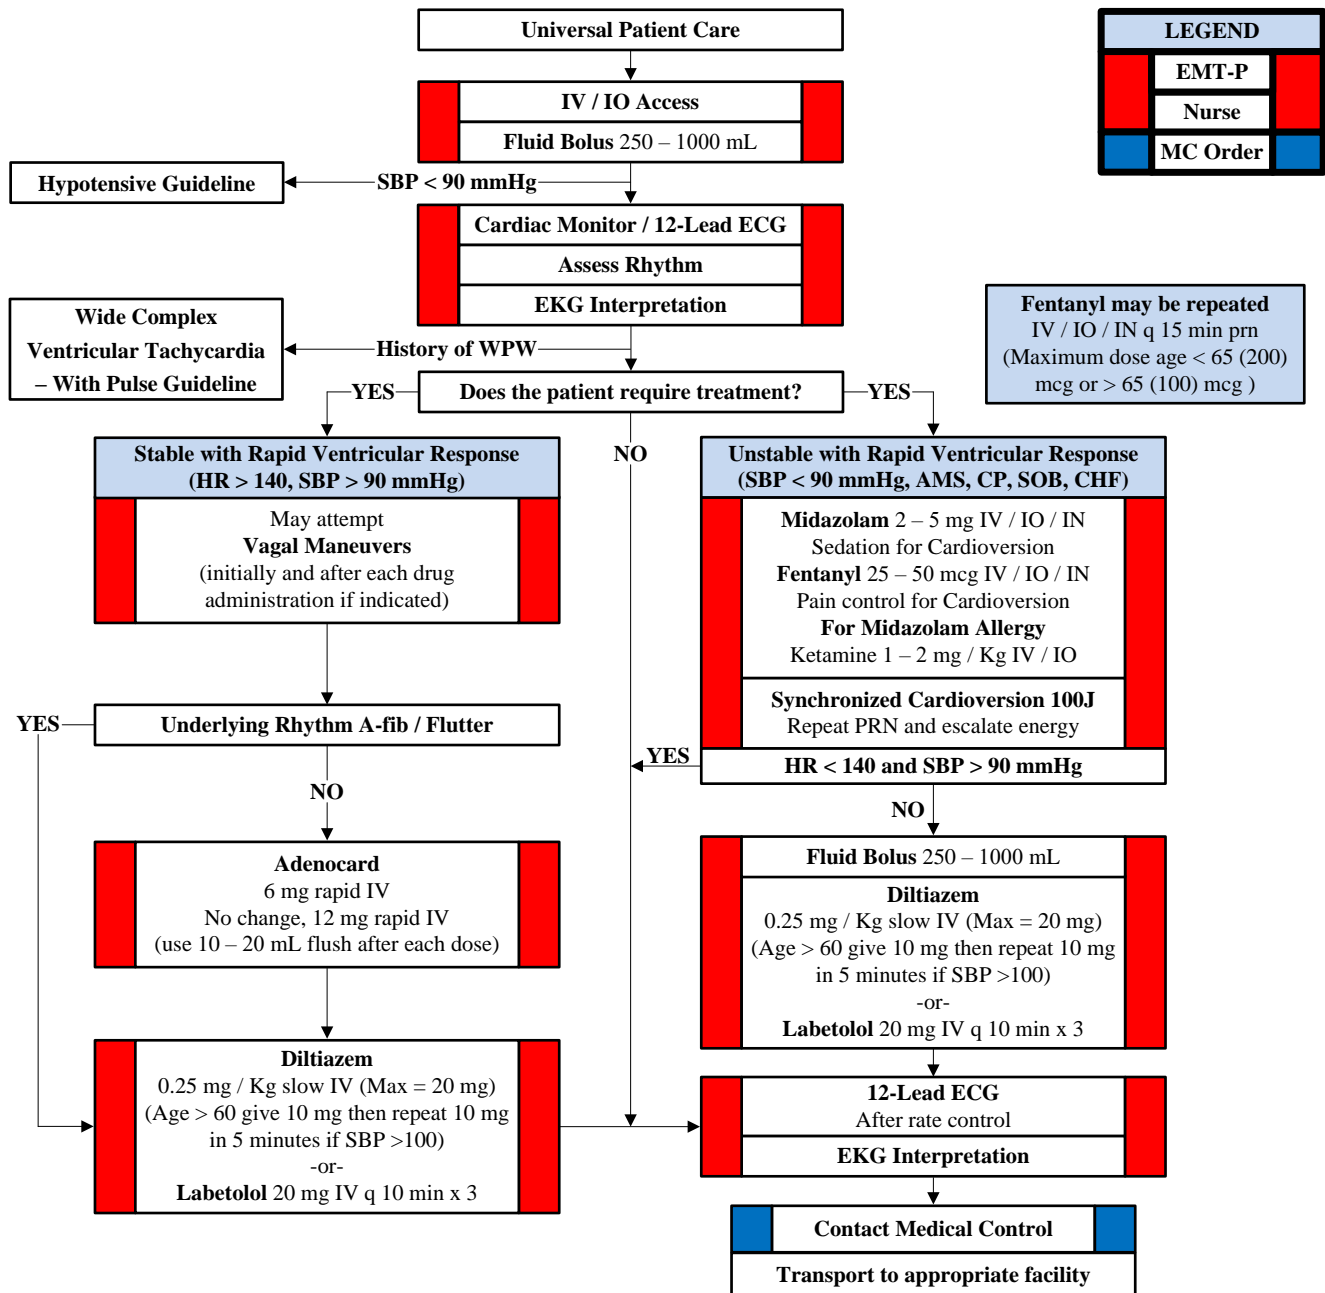 Universal Patient Care
LEGEND
EMT-P
Nurse
MC Order
IV / IO Access
Fluid Bolus 250 – 1000 mL
Hypotensive Guideline
SBP < 90 mmHg
Cardiac Monitor / 12-Lead ECG
Assess Rhythm
EKG Interpretation
Wide Complex
Ventricular Tachycardia
– With Pulse Guideline
History of WPW
Fentanyl may be repeated
IV / IO / IN q 15 min prn
(Maximum dose age < 65 (200)
mcg or > 65 (100) mcg )
YES
Does the patient require treatment?
YES
NO
Stable with Rapid Ventricular Response
(HR > 140, SBP > 90 mmHg)
May attempt
Vagal Maneuvers
(initially and after each drug
administration if indicated)
Unstable with Rapid Ventricular Response
(SBP < 90 mmHg, AMS, CP, SOB, CHF)
Midazolam 2 – 5 mg IV / IO / IN
Sedation for Cardioversion
Fentanyl 25 – 50 mcg IV / IO / IN
Pain control for Cardioversion
For Midazolam Allergy
Ketamine 1 – 2 mg / Kg IV / IO
Synchronized Cardioversion 100J
Repeat PRN and escalate energy
YES
HR < 140 and SBP > 90 mmHg
NO
YES
Underlying Rhythm A-fib / Flutter
NO
Adenocard
6 mg rapid IV
No change, 12 mg rapid IV
(use 10 – 20 mL flush after each dose)
Fluid Bolus 250 – 1000 mL
Diltiazem
0.25 mg / Kg slow IV (Max = 20 mg)
(Age > 60 give 10 mg then repeat 10 mg
in 5 minutes if SBP >100)
-or-
Labetolol 20 mg IV q 10 min x 3
Diltiazem
0.25 mg / Kg slow IV (Max = 20 mg)
(Age > 60 give 10 mg then repeat 10 mg
in 5 minutes if SBP >100)
-or-
Labetolol 20 mg IV q 10 min x 3
12-Lead ECG
After rate control
EKG Interpretation
Contact Medical Control
Transport to appropriate facility